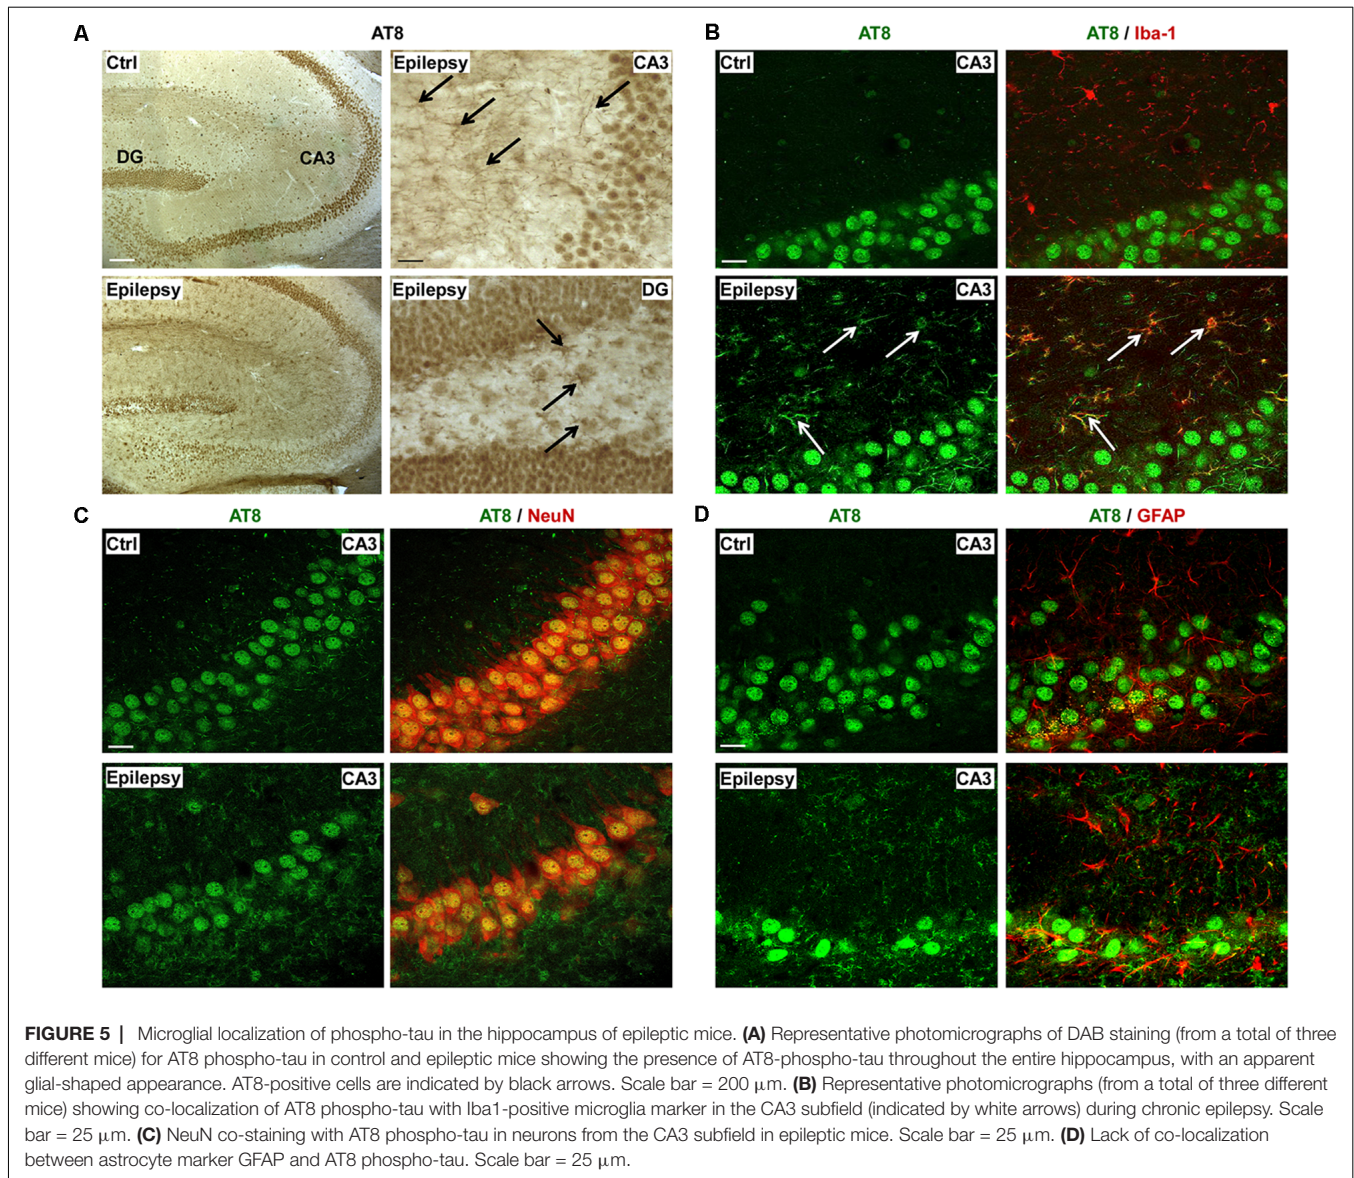 A
AT8
Ctrl
DG
CA3
Epilepsy
CA3
Epilepsy
Epilepsy
DG
B
AT8
AT8 / Iba-1
Ctrl
CA3
Epilepsy
CA3
C
AT8
AT8 / NeuN
Ctrl
CA3
Epilepsy
CA3
D
AT8
AT8 / GFAP
Ctrl
CA3
Epilepsy
CA3
FIGURE 5 | Microglial localization of phospho-tau in the hippocampus of epileptic mice. (A) Representative photomicrographs of DAB staining (from a total of three
different mice) for AT8 phospho-tau in control and epileptic mice showing the presence of AT8-phospho-tau throughout the entire hippocampus, with an apparent
glial-shaped appearance. AT8-positive cells are indicated by black arrows. Scale bar = 200 μm. (B) Representative photomicrographs (from a total of three different
mice) showing co-localization of AT8 phospho-tau with Iba1-positive microglia marker in the CA3 subfield (indicated by white arrows) during chronic epilepsy. Scale
bar = 25 μm. (C) NeuN co-staining with AT8 phospho-tau in neurons from the CA3 subfield in epileptic mice. Scale bar = 25 μm. (D) Lack of co-localization
between astrocyte marker GFAP and AT8 phospho-tau. Scale bar = 25 μm.